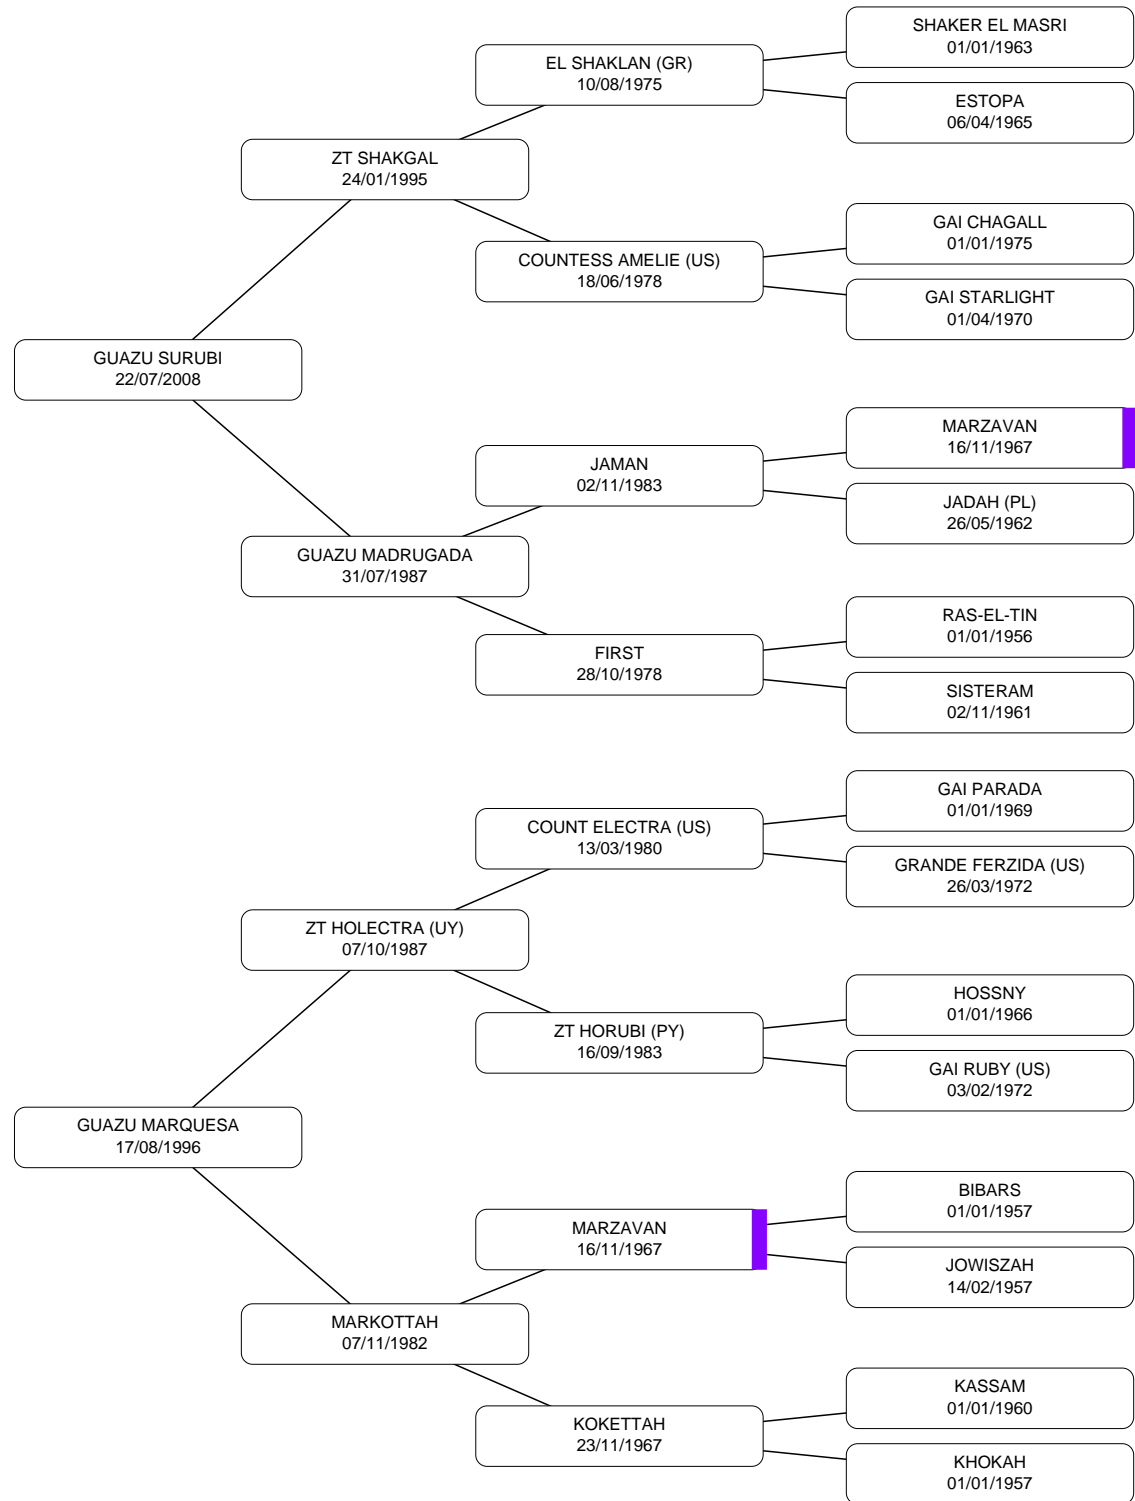 SHAKER EL MASRI
01/01/1963
EL SHAKLAN (GR)
10/08/1975
ESTOPA
06/04/1965
ZT SHAKGAL
24/01/1995
GAI CHAGALL
01/01/1975
COUNTESS AMELIE (US)
18/06/1978
GAI STARLIGHT
01/04/1970
GUAZU SURUBI
22/07/2008
MARZAVAN
16/11/1967
JAMAN
02/11/1983
JADAH (PL)
26/05/1962
GUAZU MADRUGADA
31/07/1987
RAS-EL-TIN
01/01/1956
FIRST
28/10/1978
SISTERAM
02/11/1961
GAI PARADA
01/01/1969
COUNT ELECTRA (US)
13/03/1980
GRANDE FERZIDA (US)
26/03/1972
ZT HOLECTRA (UY)
07/10/1987
HOSSNY
01/01/1966
ZT HORUBI (PY)
16/09/1983
GAI RUBY (US)
03/02/1972
GUAZU MARQUESA
17/08/1996
BIBARS
01/01/1957
MARZAVAN
16/11/1967
JOWISZAH
14/02/1957
MARKOTTAH
07/11/1982
KASSAM
01/01/1960
KOKETTAH
23/11/1967
KHOKAH
01/01/1957